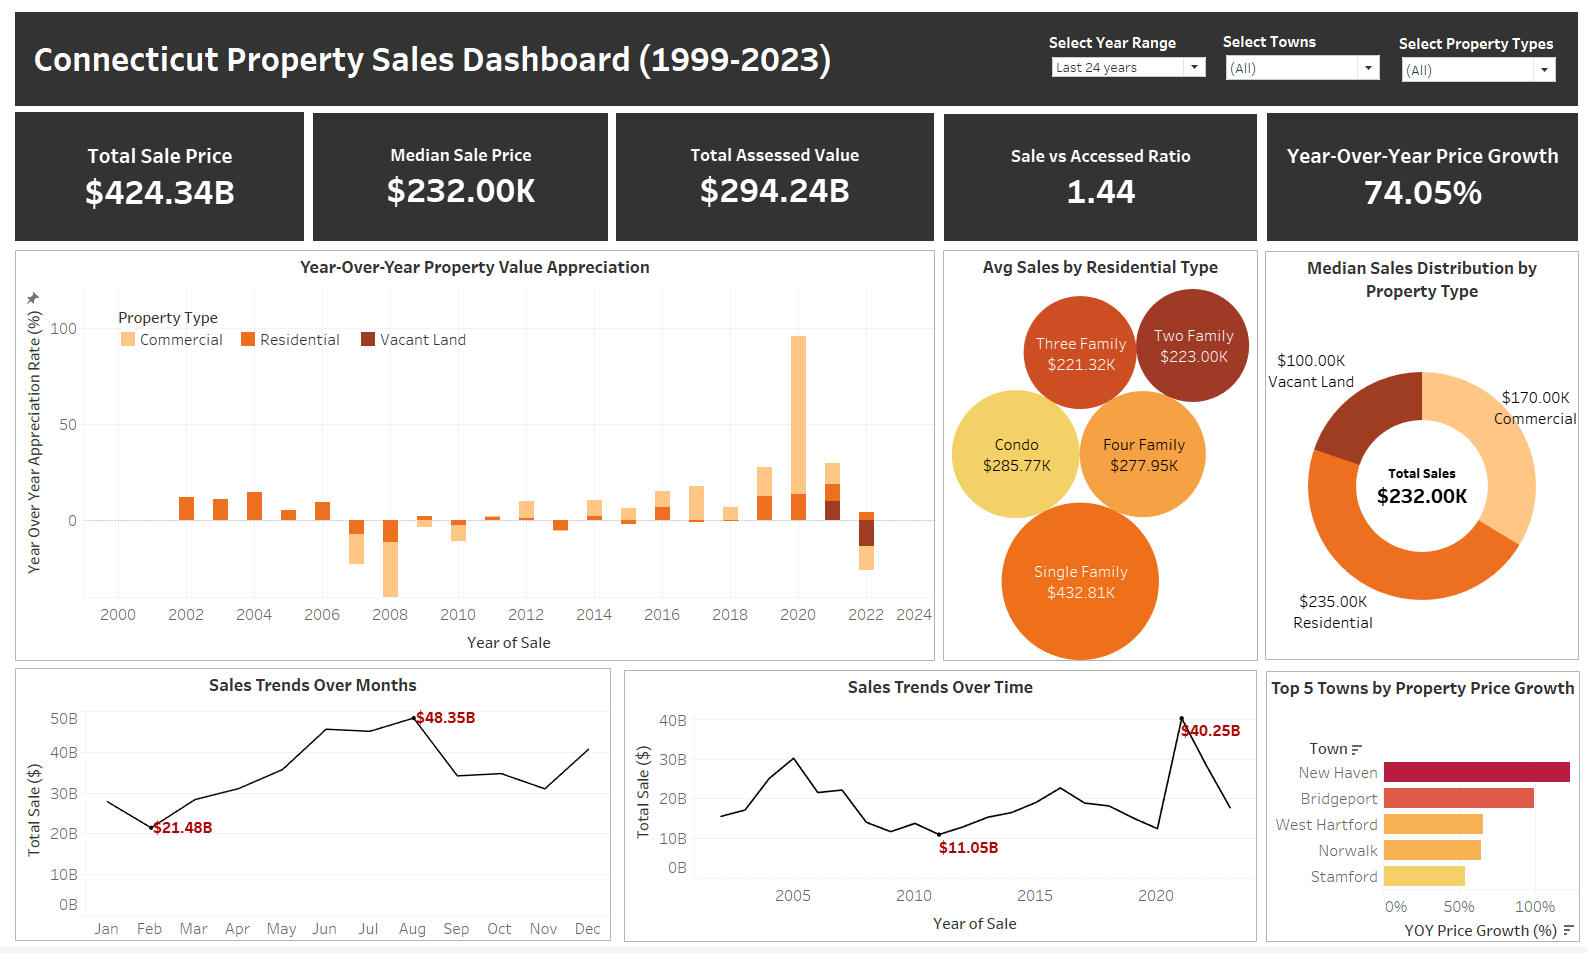 Connecticut Property Sales Dashboard (1999-2023)
Select Year Range
Last 24 years
Select Towns
(All)
Select Property Types
(All)
Total Sale Price
$424.34B
Median Sale Price
$232.00K
Total Assessed Value
$294.24B
Sale vs Accessed Ratio
1.44
Year-Over-Year Price Growth
74.05%
Year-Over-Year Property Value Appreciation
Year Over Year Appreciation Rate (%)
Property Type
Commercial Residential Vacant Land
100
50
0
2000 2002 2004 2006 2008 2010 2012 2014 2016 2018 2020 2022 2024
Year of Sale
Avg Sales by Residential Type
Three Family
$221.32K
Two Family
$223.00K
Condo
$285.77K
Four Family
$277.95K
Single Family
$432.81K
Median Sales Distribution by
Property Type
$100.00K
Vacant Land
$170.00K
Commercial
Total Sales
$232.00K
$235.00K
Residential
Sales Trends Over Months
Total Sale ($)
50B
40B
30B
20B
10B
0B
$48.35B
$21.48B
Jan Feb Mar Apr May Jun Jul Aug Sep Oct Nov Dec
Sales Trends Over Time
Total Sale ($)
40B
30B
20B
10B
0B
$40.25B
$11.05B
2005 2010 2015 2020
Year of Sale
Top 5 Towns by Property Price Growth
Town
New Haven
Bridgeport
West Hartford
Norwalk
Stamford
0% 50% 100%
YOY Price Growth (%)